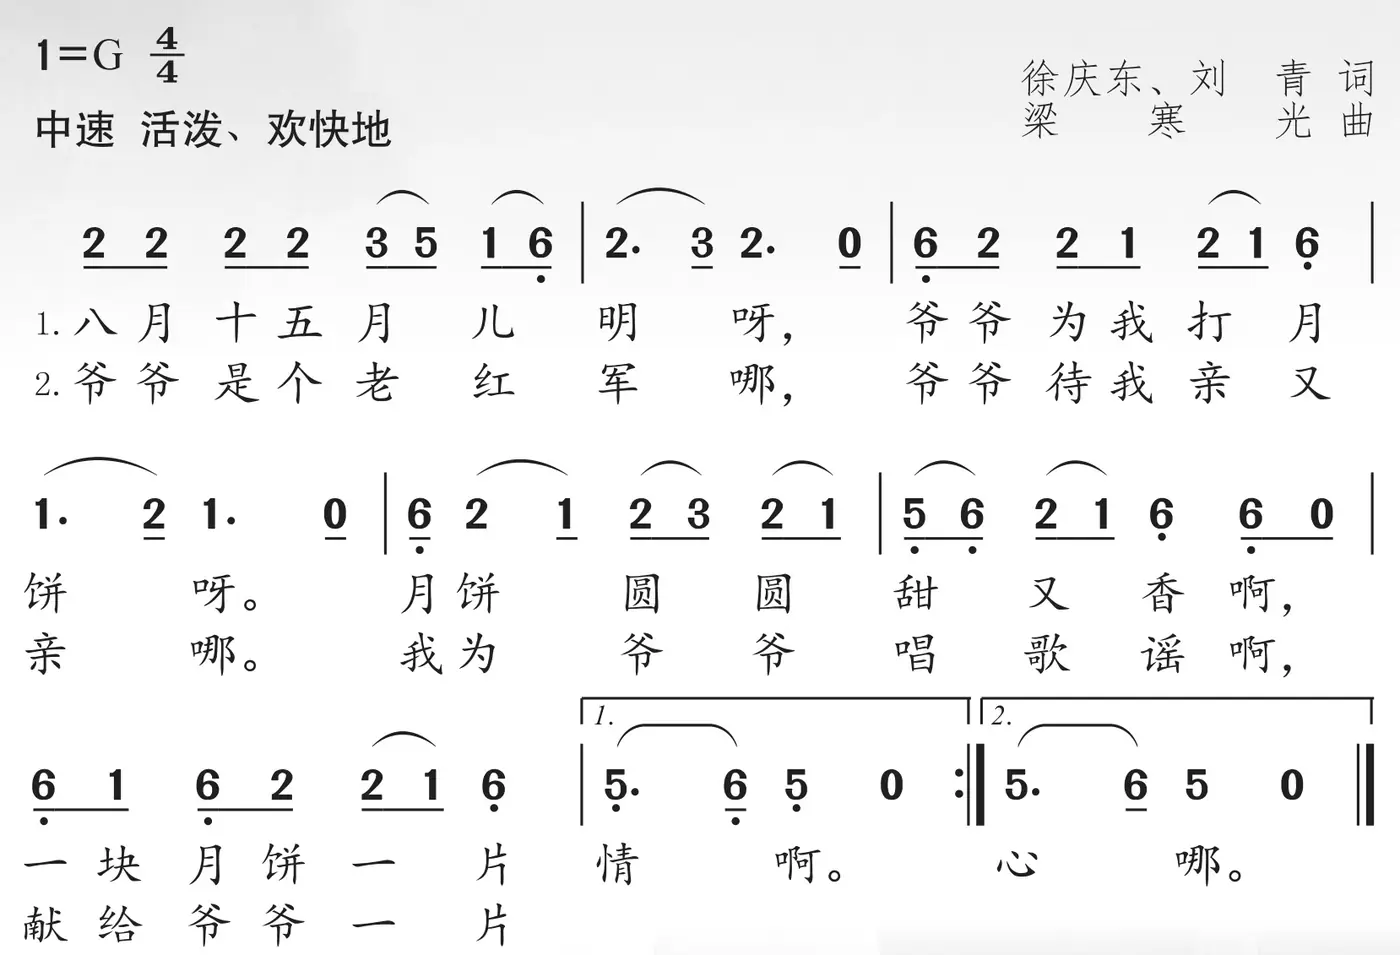 1=G 4/4
徐庆东、刘 青 词
中速 活泼、欢快地
梁 寒 光 曲
2 2 2 2 3 5 1 6 | 2. 3 2. 0 | 6 2 2 1 2 1 6 |
1. 八月十五月儿明呀，爷爷为我打月
2. 爷爷是个老红军哪，爷爷待我亲又
1. 2 1. 0 | 6 2 1 2 3 2 1 | 5 6 2 1 6 6 0 |
饼呀。月饼圆圆甜又香啊，
亲哪。我为爷爷唱歌谣啊，
1. 2.
6 1 6 2 2 1 6 | 5. 6 5 0 :| 5. 6 5 0 |
一块月饼一片情啊。心哪。
献给爷爷一片